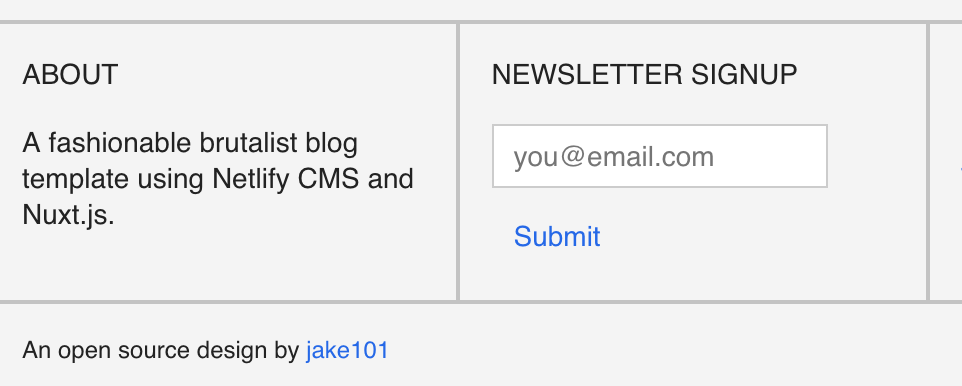 ABOUT
A fashionable brutalist blog
template using Netlify CMS and
Nuxt.js.
NEWSLETTER SIGNUP
you@email.com
Submit
An open source design by jake101